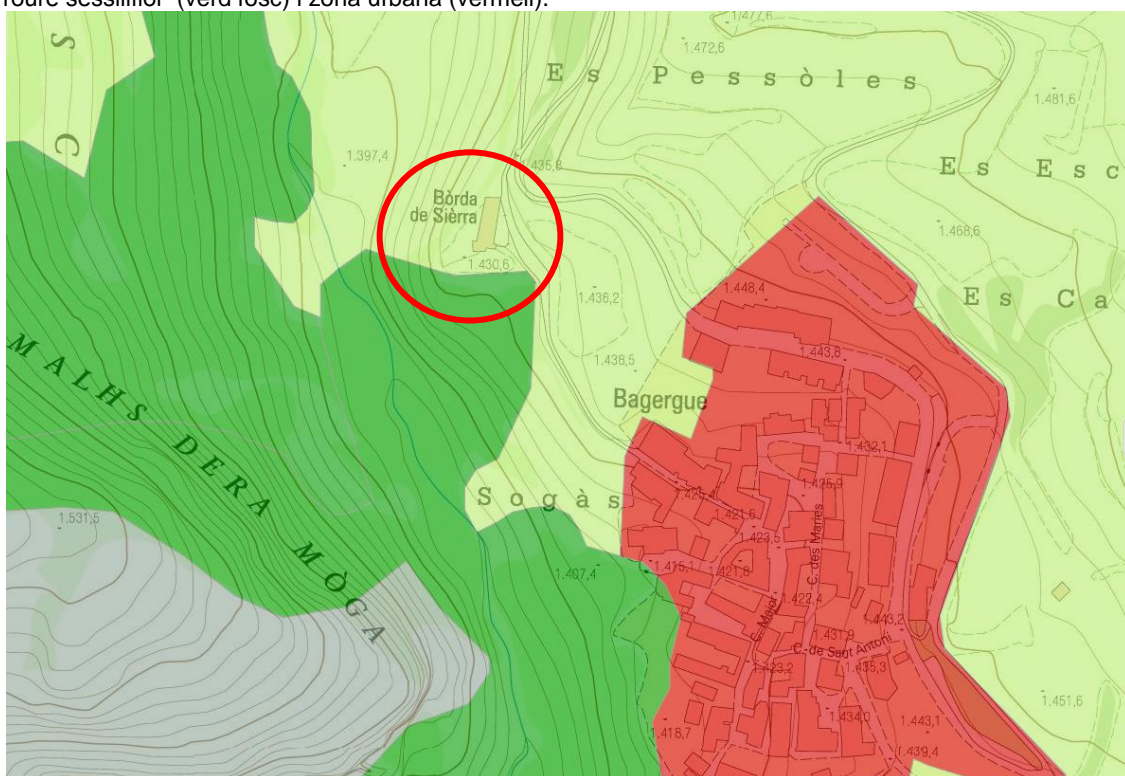 roure sessiliflor (verd fosc) i zona urbana (vermell).
1.477,6
1.472,6
Es Pessòles
1.481,6
S
C
1.397,4
1.435,8
Es Esc
Bòrda
de Sièrra
1.468,6
1.430,6
1.448,4
Es Ca
1.436,2
1.443,8
1.438,5
MALHS DERA MÒGA
Bagergue
1.432,1
Sogàs
1.425,9
1.421,6
1.531,5
1.423,5
C. des Maries
1.415,1
1.421,8
1.407,4
1.422,4
C. Major
1.443,2
1.431,9
C. de Sant Antoni
1.423,2
1.435,3
1.451,6
1.434,0
1.443,1
1.418,7
1.439,4